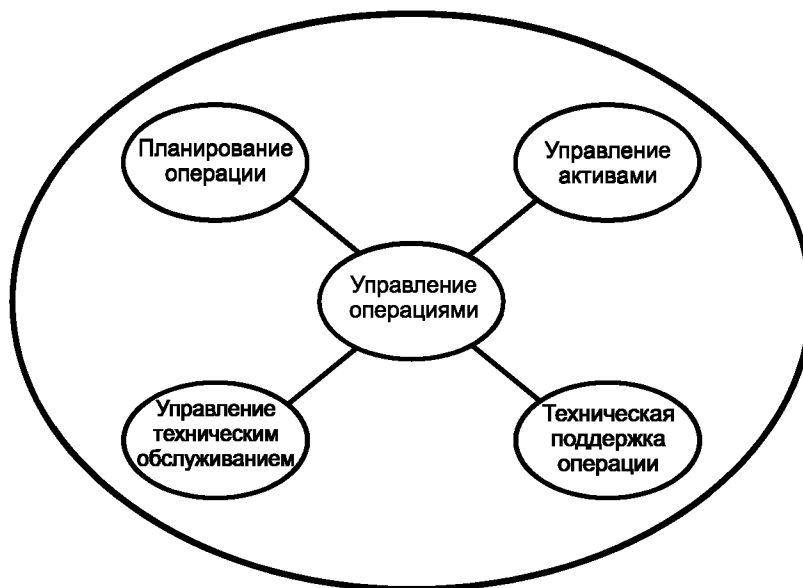 Планирование
операции
Управление
активами
Управление
операциями
Управление
техническим
обслуживанием
Техническая
поддержка
операции